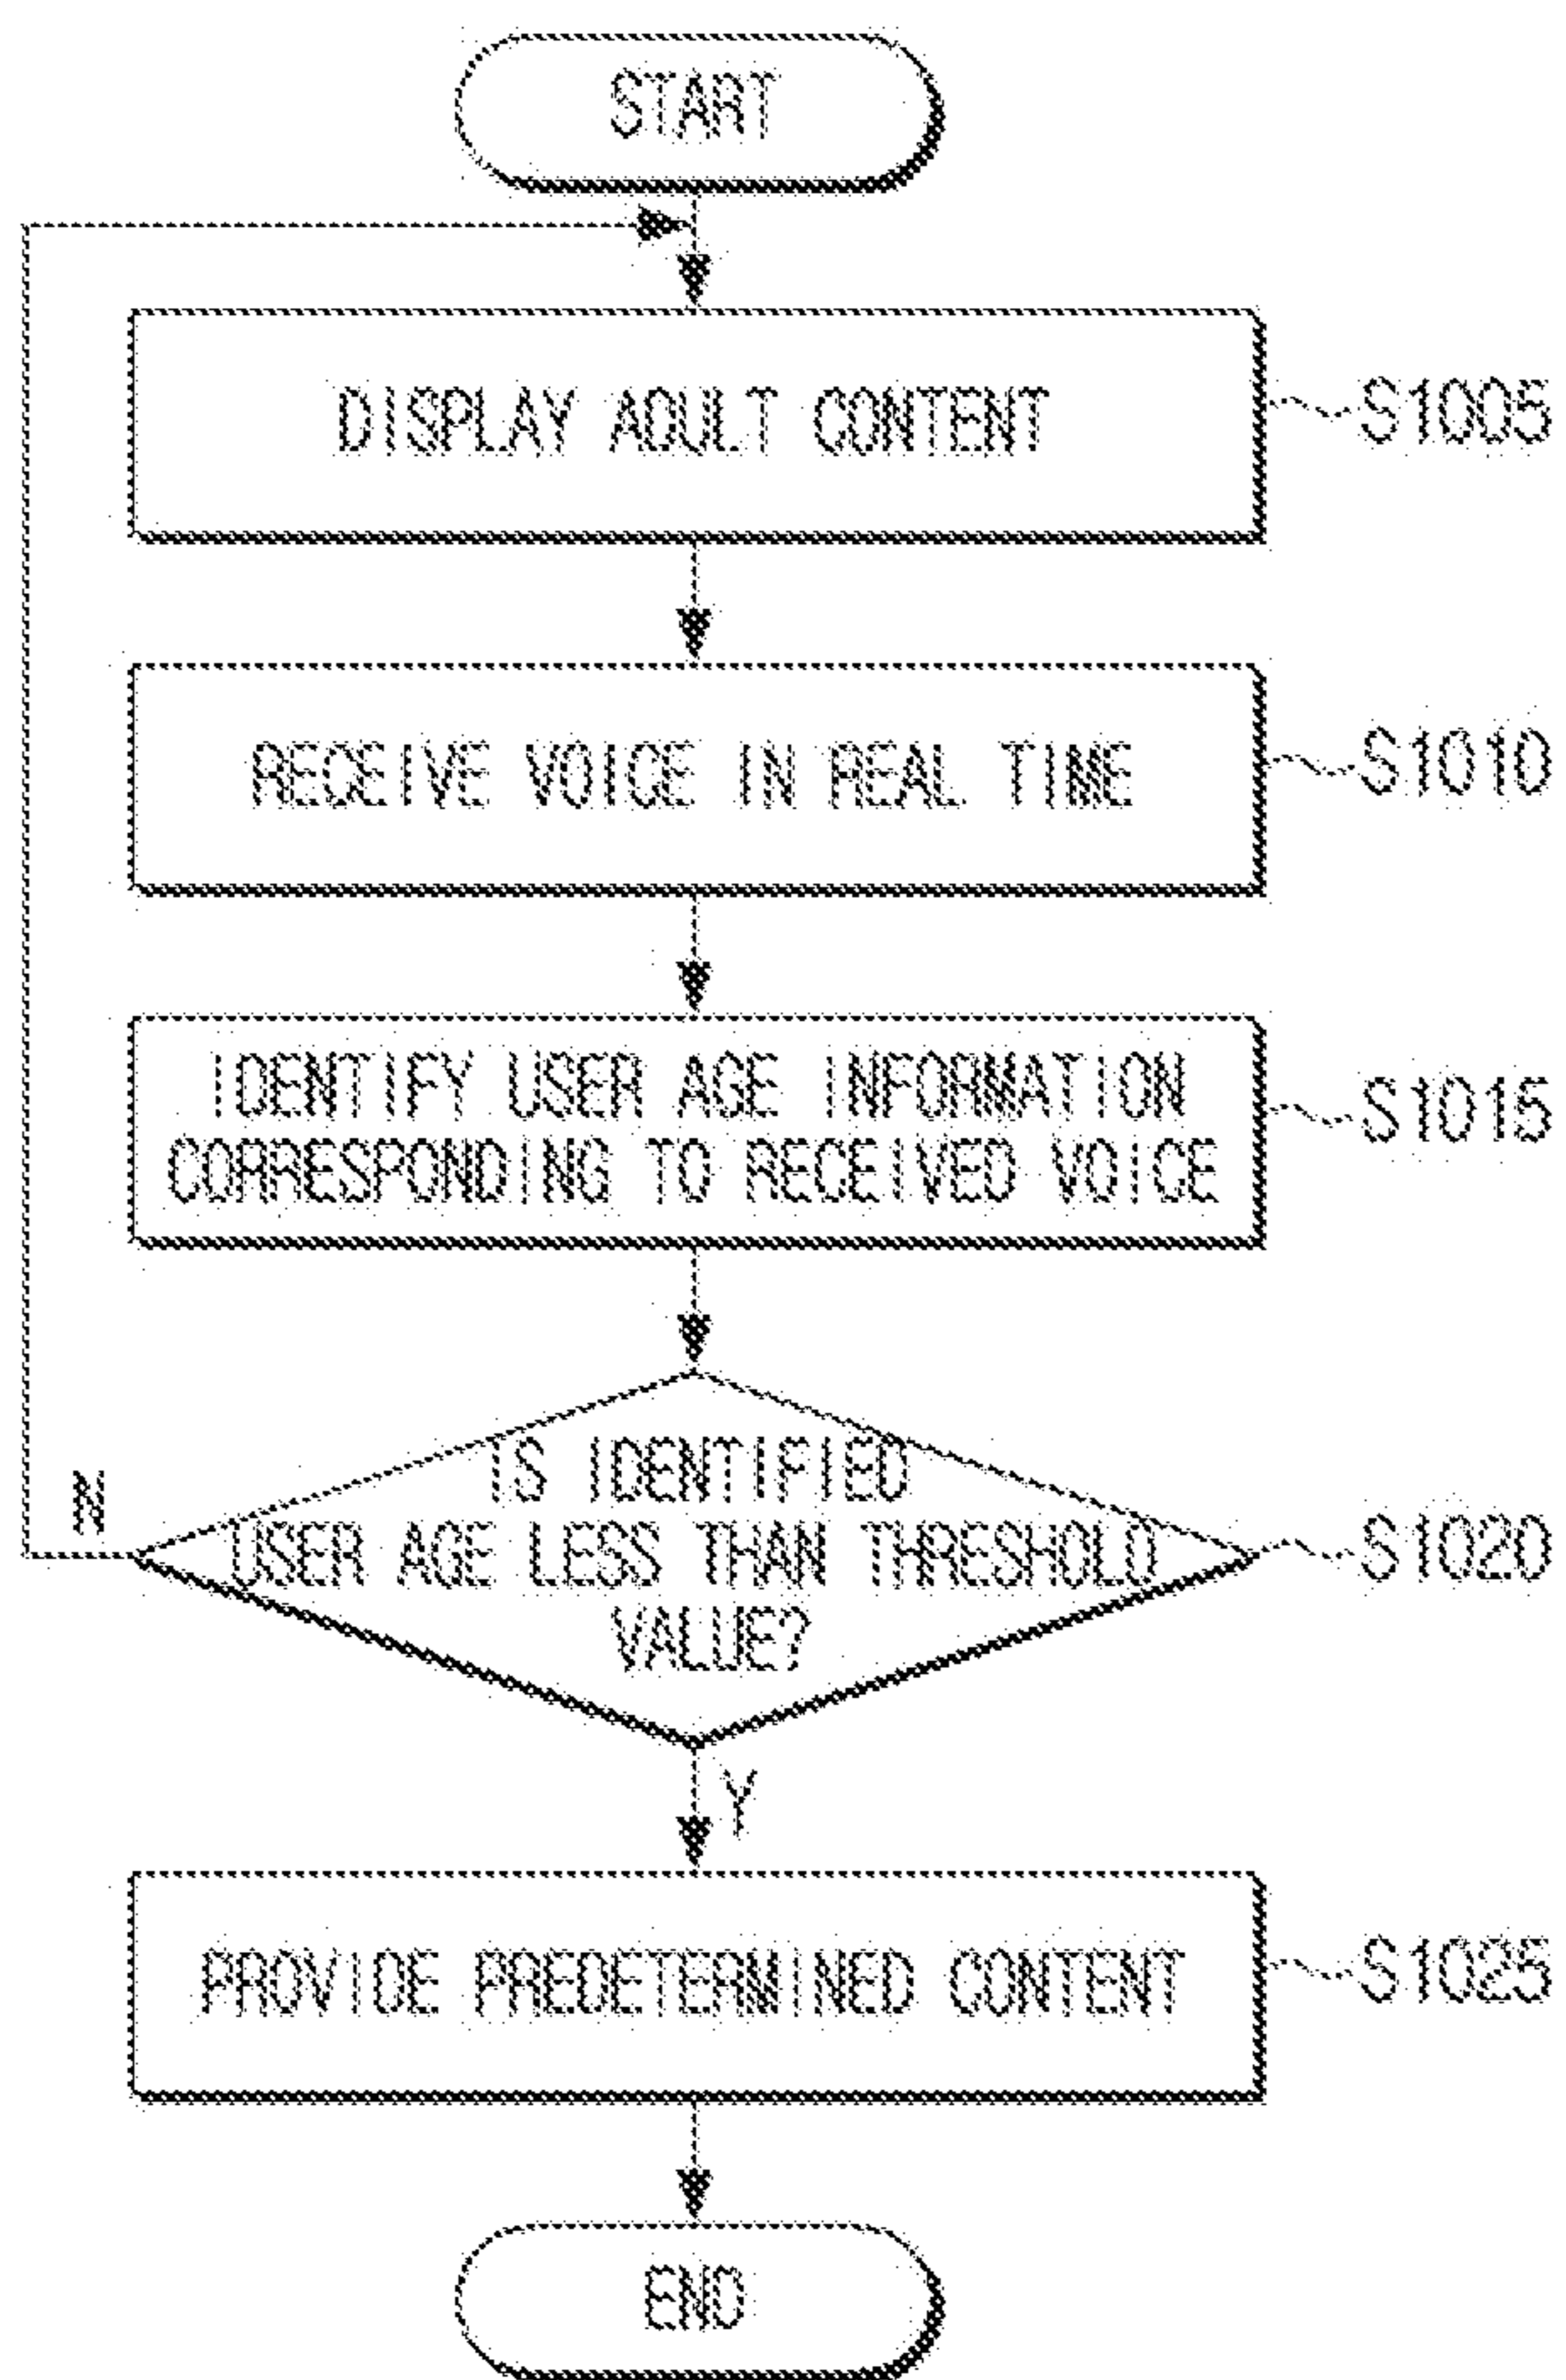 START
DISPLAY ADULT CONTENT
S1005
RECEIVE VOICE IN REAL TIME
S1010
IDENTIFY USER AGE INFORMATION
CORRESPONDING TO RECEIVED VOICE
S1015
IS IDENTIFIED
USER AGE LESS THAN THRESHOLD
VALUE?
S1020
N
Y
PROVIDE PREDETERMINED CONTENT
S1025
END